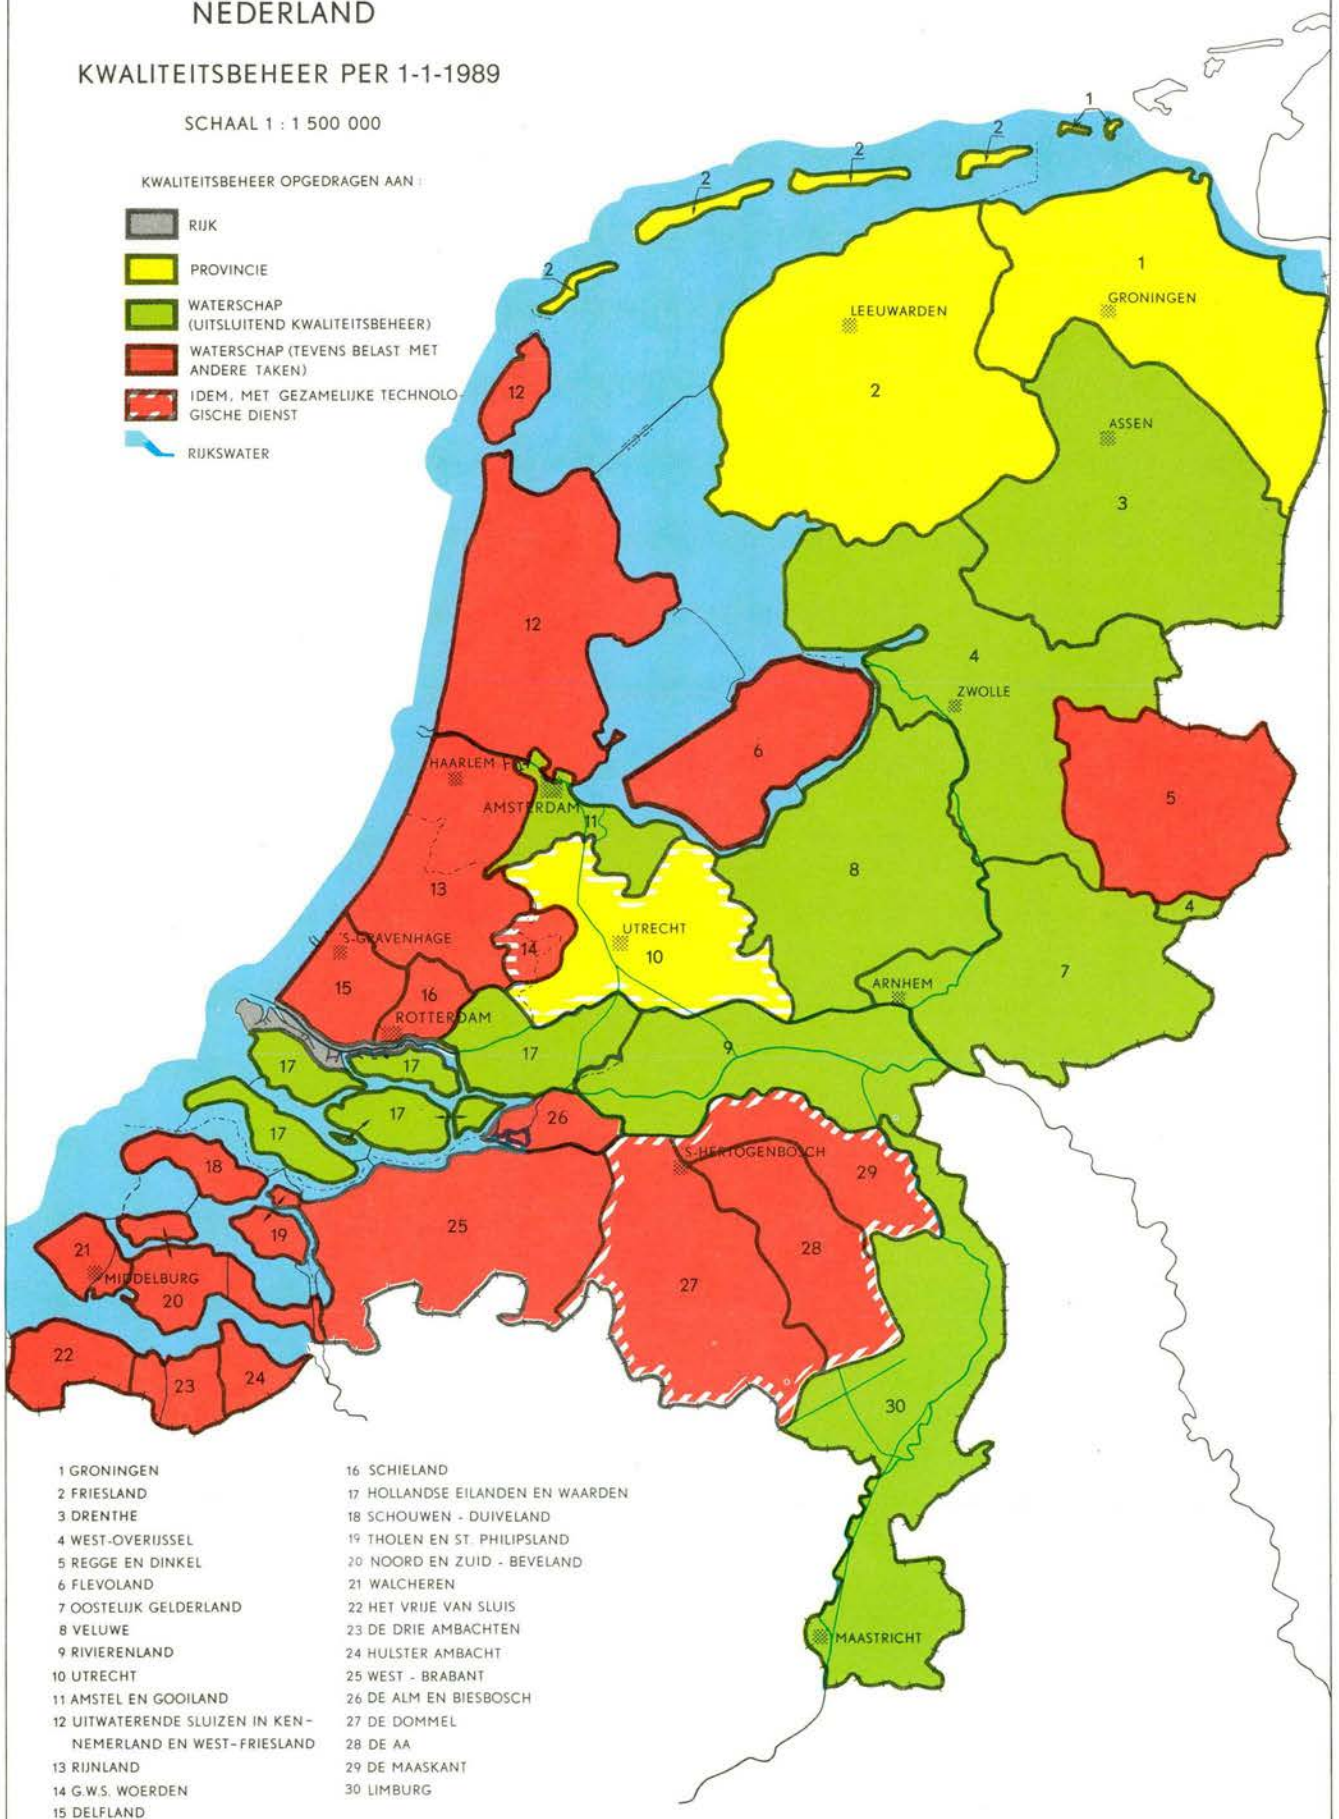 NEDERLAND
KWALITEITSBEHEER PER 1-1-1989
SCHAAL 1 : 1 500 000
KWALITEITSBEHEER OPGEDRAGEN AAN :
RIJK
PROVINCIE
WATERSCHAP
(UITSLUITEND KWALITEITSBEHEER)
WATERSCHAP (TEVENS BELAST MET
ANDERE TAKEN)
IDEM, MET GEZAMELIJKE TECHNOLO-
GISCHE DIENST
RIJKSWATER
1
2
2
2
2
1
GRONINGEN
LEEUWARDEN
2
12
ASSEN
3
12
4
ZWOLLE
6
HAARLEM
5
AMSTERDAM
11
8
13
4
UTRECHT
10
'S-GRAVENHAGE
14
7
15
16
ARNHEM
ROTTERDAM
17
9
17
17
17
26
17
'S-HERTOGENBOSCH
18
29
25
19
21
28
MIDDELBURG
20
27
22
23
24
30
MAASTRICHT
1 GRONINGEN
2 FRIESLAND
3 DRENTHE
4 WEST-OVERIJSSEL
5 REGGE EN DINKEL
6 FLEVOLAND
7 OOSTELIJK GELDERLAND
8 VELUWE
9 RIVIERENLAND
10 UTRECHT
11 AMSTEL EN GOOILAND
12 UITWATERENDE SLUIZEN IN KEN-
NEMERLAND EN WEST-FRIESLAND
13 RIJNLAND
14 G.W.S. WOERDEN
15 DELFLAND
16 SCHIELAND
17 HOLLANDSE EILANDEN EN WAARDEN
18 SCHOUWEN - DUIVELAND
19 THOLEN EN ST. PHILIPSLAND
20 NOORD EN ZUID - BEVELAND
21 WALCHEREN
22 HET VRIJE VAN SLUIS
23 DE DRIE AMBACHTEN
24 HULSTER AMBACHT
25 WEST - BRABANT
26 DE ALM EN BIESBOSCH
27 DE DOMMEL
28 DE AA
29 DE MAASKANT
30 LIMBURG